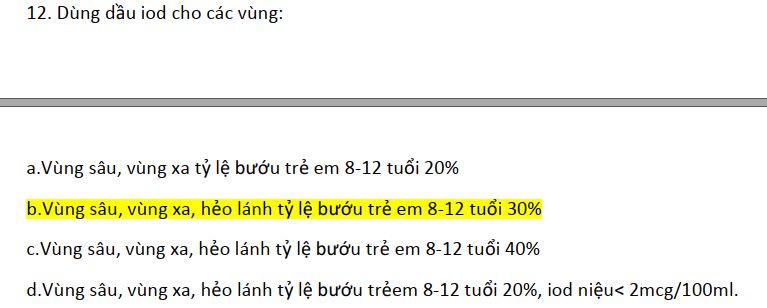 12. Dùng dầu iod cho các vùng:
a.Vùng sâu, vùng xa tỷ lệ bướu trẻ em 8-12 tuổi 20%
b.Vùng sâu, vùng xa, hẻo lánh tỷ lệ bướu trẻ em 8-12 tuổi 30%
c.Vùng sâu, vùng xa, hẻo lánh tỷ lệ bướu trẻ em 8-12 tuổi 40%
d.Vùng sâu, vùng xa, hẻo lánh tỷ lệ bướu trẻem 8-12 tuổi 20%, iod niệu< 2mcg/100ml.